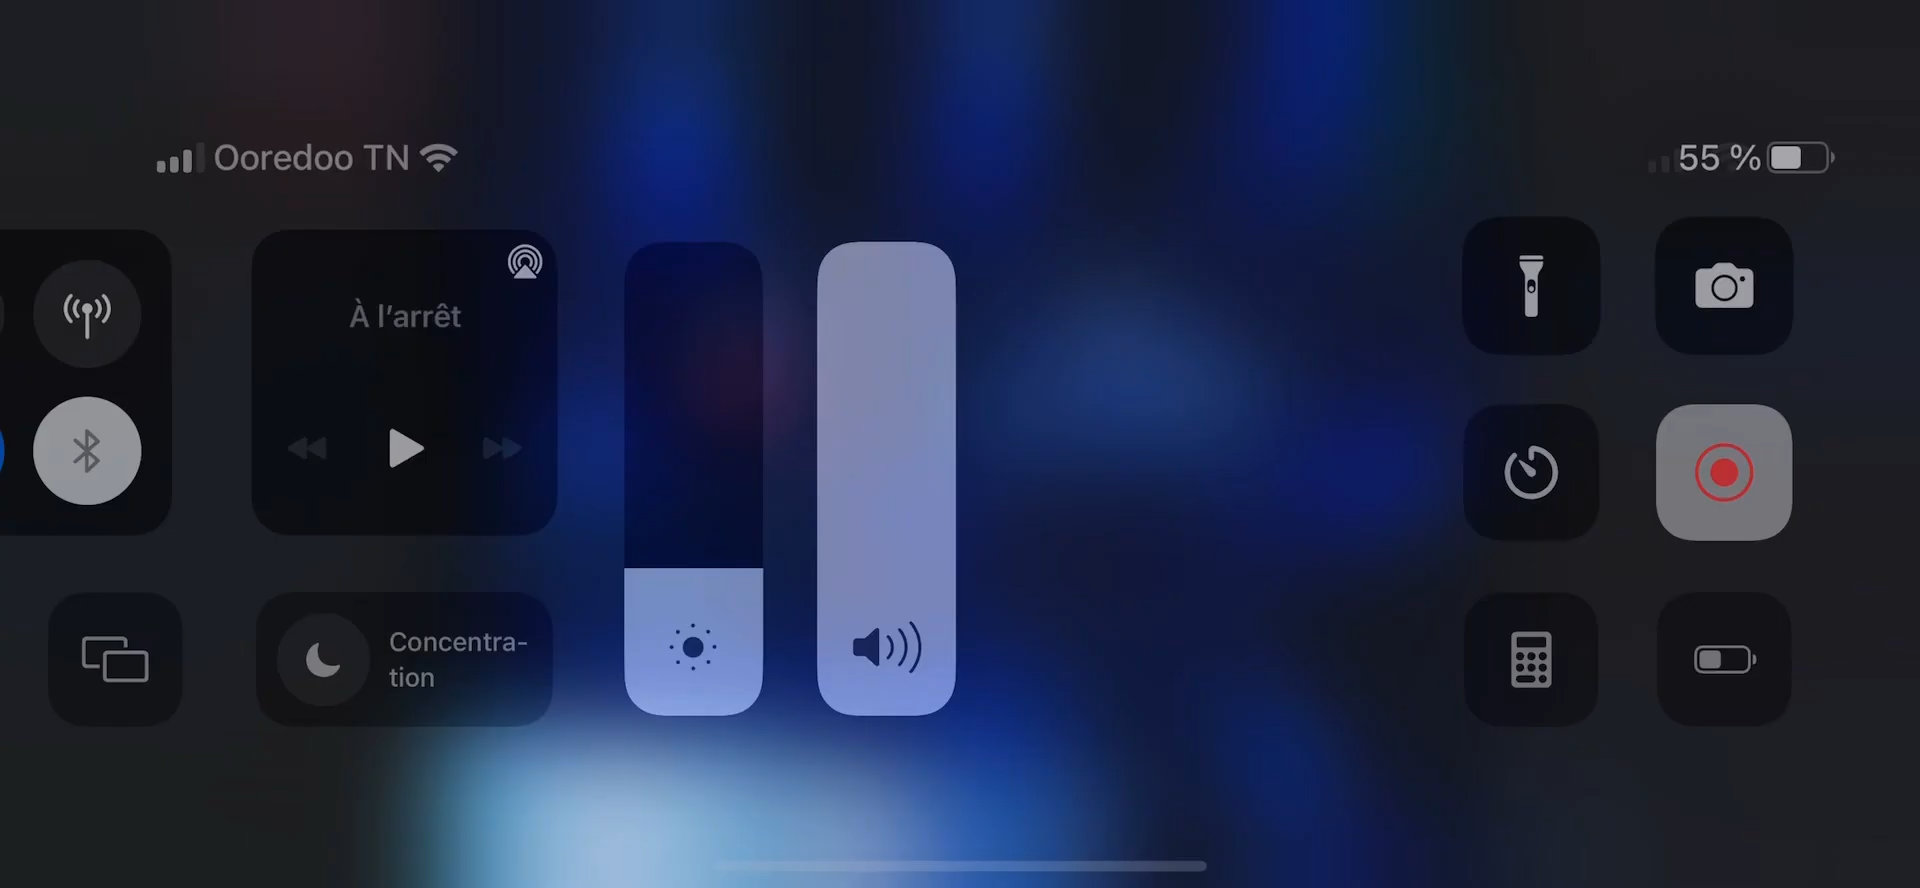 Ooredoo TN
55 %
À l’arrêt
Concentra-
tion